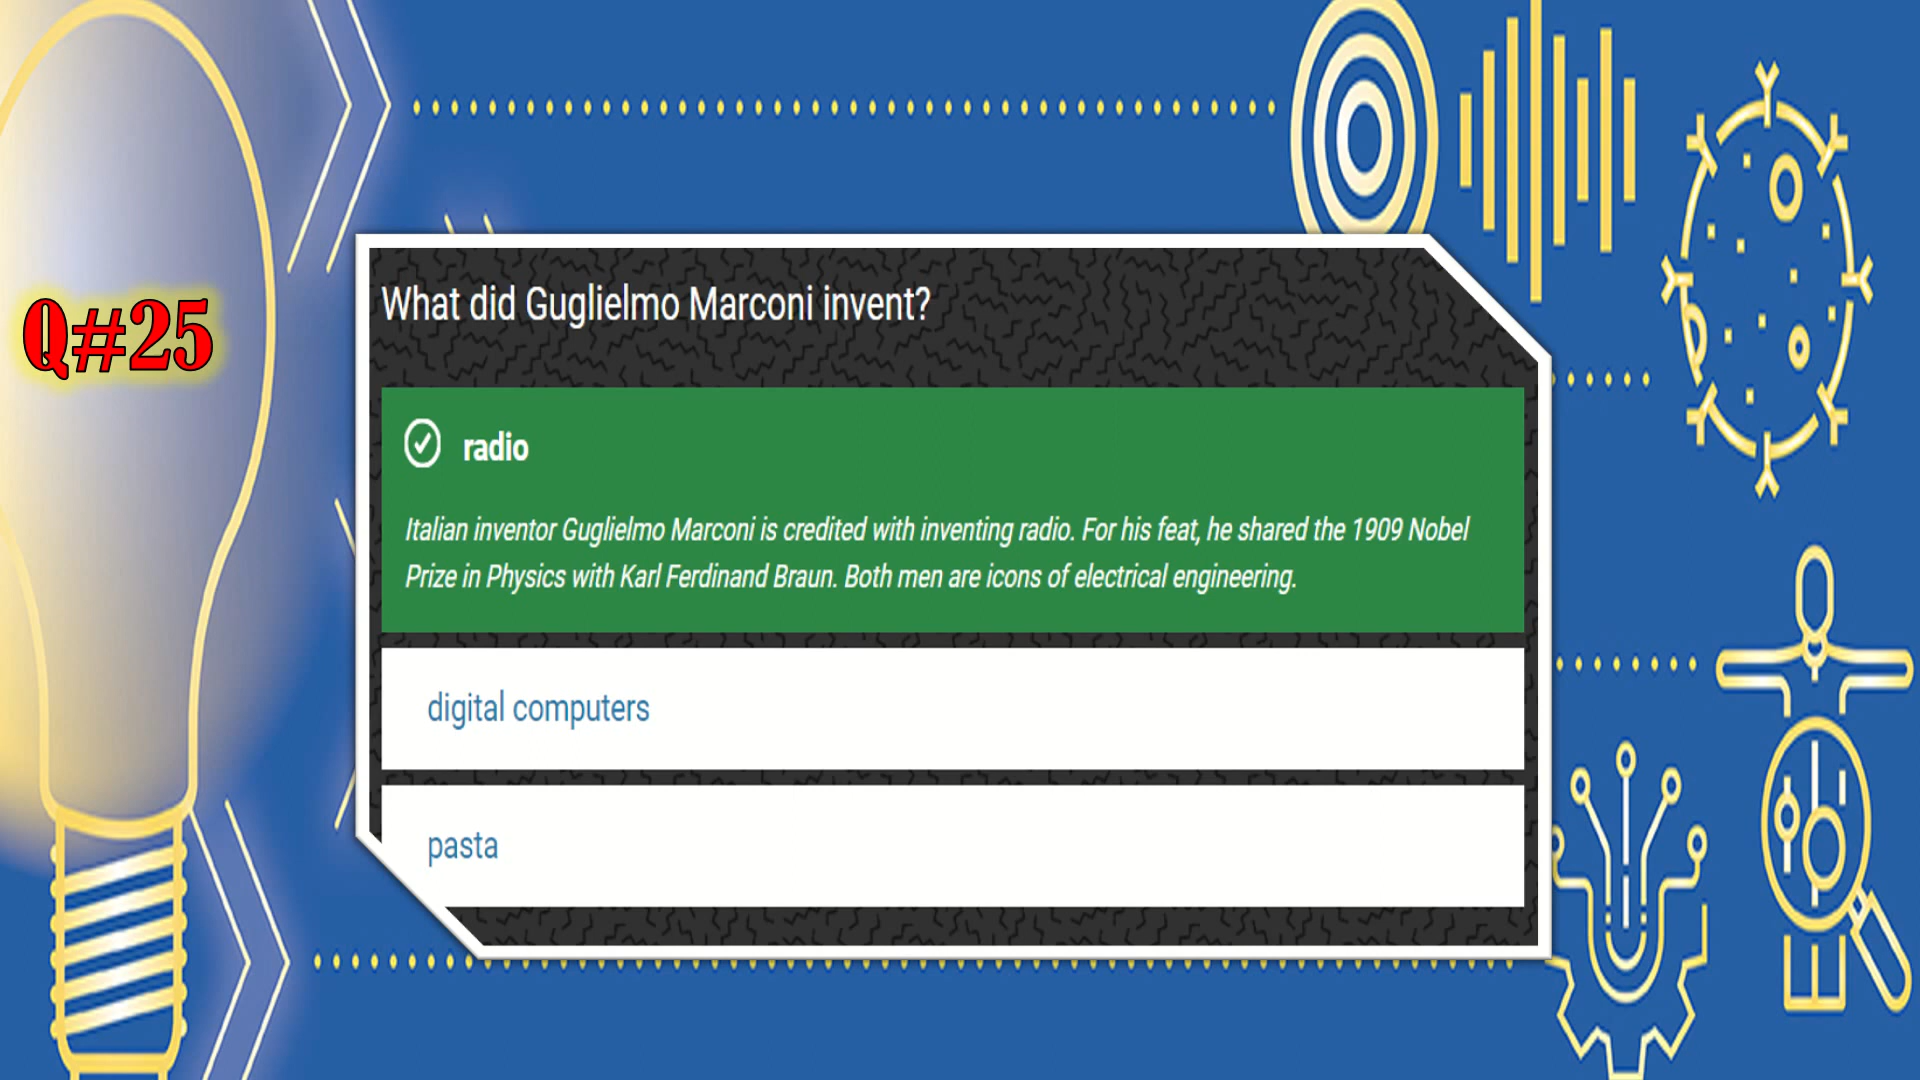 Q#25
What did Guglielmo Marconi invent?
radio
Italian inventor Guglielmo Marconi is credited with inventing radio. For his feat, he shared the 1909 Nobel
Prize in Physics with Karl Ferdinand Braun. Both men are icons of electrical engineering.
digital computers
pasta